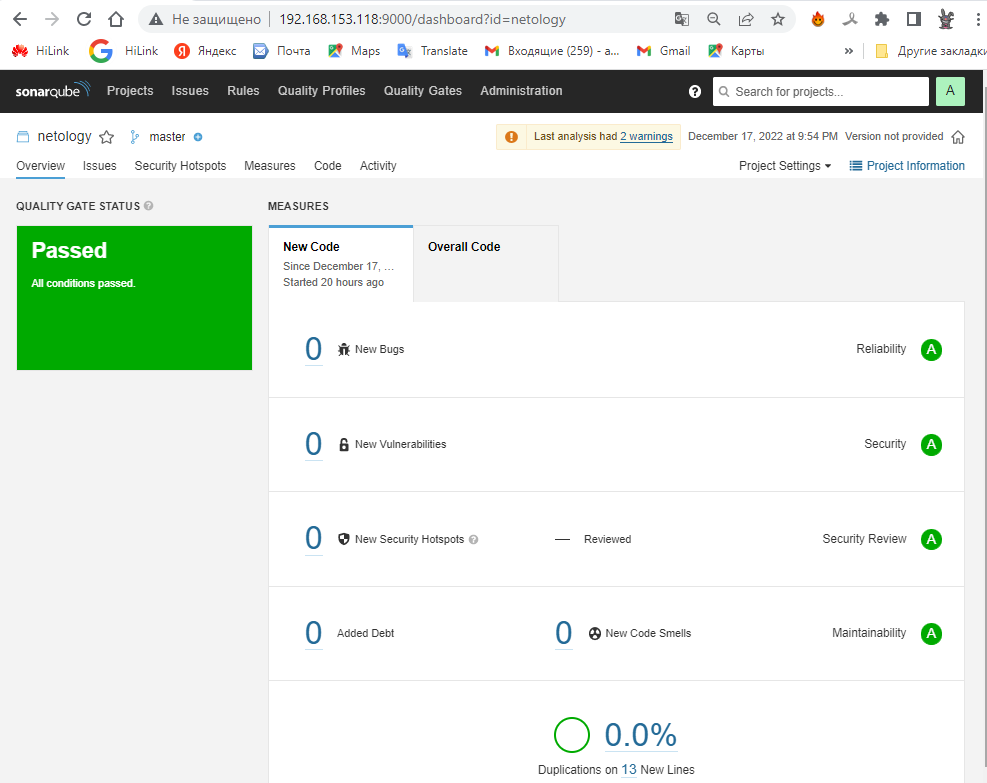 Не защищено | 192.168.153.118:9000/dashboard?id=netology
HiLink HiLink Яндекс Почта Maps Translate Входящие (259) - a... Gmail Карты » Другие закладки
sonarqube Projects Issues Rules Quality Profiles Quality Gates Administration ? Search for projects... A
netology master Last analysis had 2 warnings December 17, 2022 at 9:54 PM Version not provided
Overview Issues Security Hotspots Measures Code Activity Project Settings Project Information
QUALITY GATE STATUS ? MEASURES
Passed
All conditions passed.
New Code Overall Code
Since December 17, ...
Started 20 hours ago
0 New Bugs Reliability A
0 New Vulnerabilities Security A
0 New Security Hotspots ? — Reviewed Security Review A
0 Added Debt 0 New Code Smells Maintainability A
0.0%
Duplications on 13 New Lines